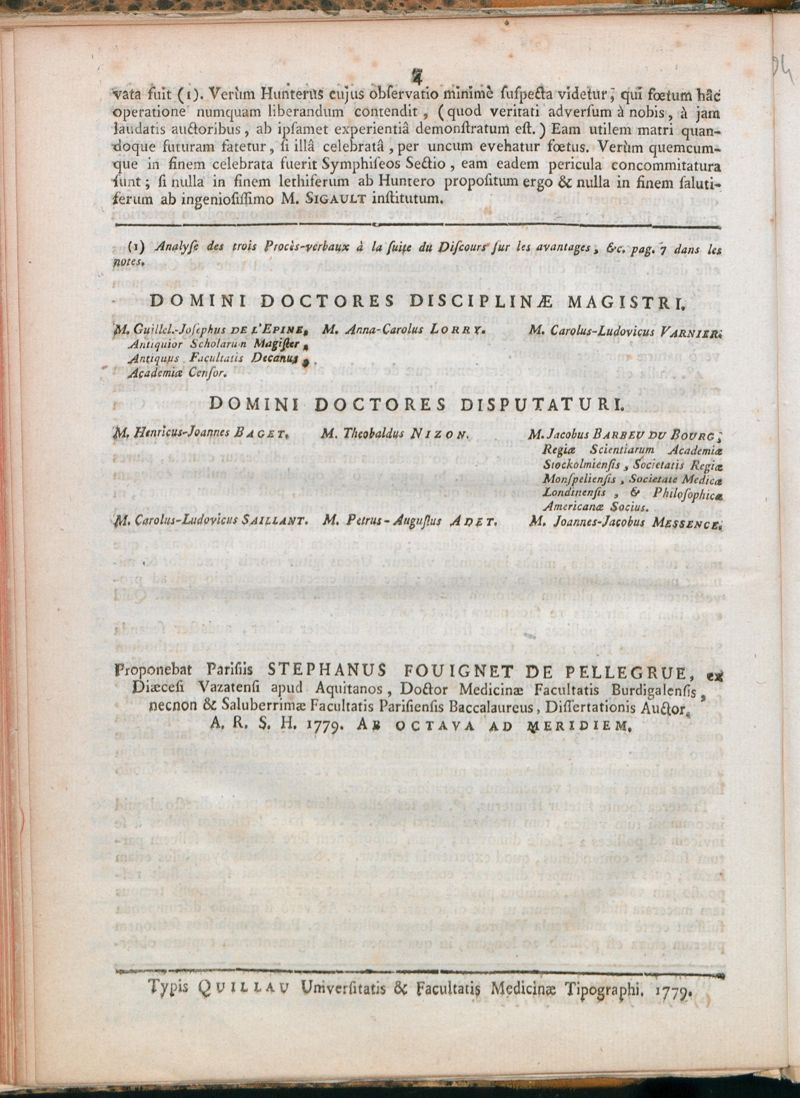 4
vata fuit (1). Verùm Hunterus cujus obſervatio minimè ſuſpecta videtur, qui fœtum hâc
operatione numquam liberandum contendit, (quod veritati adverſum à nobis, à jam
laudatis auctoribus, ab ipſamet experientiâ demonſtratum eſt.) Eam utilem matri quan-
doque futuram fatetur, ſi illâ celebratâ, per uncum evehatur fœtus. Verùm quemcum-
que in finem celebrata fuerit Symphiſeos Sectio, eam eadem pericula concommitatura
ſunt; ſi nulla in finem lethiferum ab Huntero propoſitum ergo & nulla in finem ſaluti-
ferum ab ingenioſiſſimo M. SIGAULT inſtitutum.
(1) Analyſe des trois Procès-verbaux à la ſuite du Diſcours ſur les avantages, &c. pag. 7 dans les
notes.
DOMINI DOCTORES DISCIPLINÆ MAGISTRI.
M. Guillel.-Joſephus DE L'EPINE, M. Anna-Carolus LORRY. M. Carolus-Ludovicus VARNIER.
Antiquior Scholarun Magiſter,
Antiquus Facultatis Decanus,
Academiæ Cenſor.
DOMINI DOCTORES DISPUTATURI.
M. Henricus-Joannes BAGET. M. Theobaldus NIZON. M. Jacobus BARBEU DU BOURG,
Regiæ Scientiarum Academiæ
Stockolmienſis, Societatis Regiæ
Monſpelienſis, Societate Medicæ
Londinenſis, & Philoſophicæ
Americanæ Socius.
M. Carolus-Ludovicus SAILLANT. M. Petrus-Auguſtus ADET. M. Joannes-Jacobus MESSENCE.
Proponebat Pariſiis STEPHANUS FOUIGNET DE PELLEGRUE, ex
Diæceſi Vazatenſi apud Aquitanos, Doctor Medicinæ Facultatis Burdigalenſis,
necnon & Saluberrimæ Facultatis Pariſienſis Baccalaureus, Diſſertationis Auctor.
A. R. S. H. 1779. AB OCTAVA AD MERIDIEM.
Typis QUILLAU Univerſitatis & Facultatis Medicinæ Tipographi. 1779.